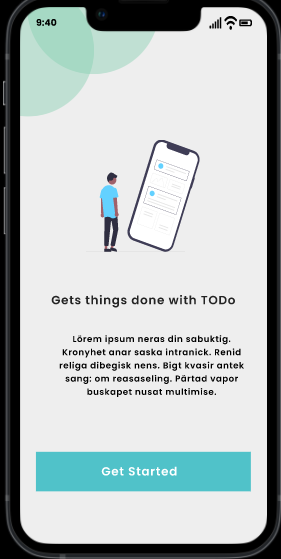 9:40
Gets things done with TODo
Lörem ipsum neras din sabuktig.
Kronyhet anar saska intranick. Renid
religa dibegisk nens. Bigt kvasir antek
sang: om reasaseling. Pärtad vapor
buskapet nusat multimise.
Get Started